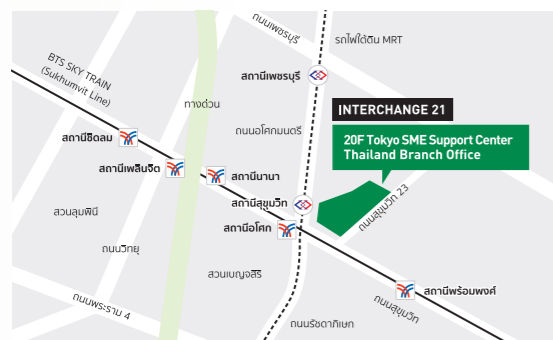 ถนนเพชรบุรี
รถไฟใต้ดิน MRT
BTS SKY TRAIN
(Sukhumvit Line)
สถานีเพชรบุรี
ทางด่วน
INTERCHANGE 21
ถนนอโศกมนตรี
20F Tokyo SME Support Center
Thailand Branch Office
สถานีชิดลม
สถานีเพลินจิต
สถานีนานา
สถานีสุขุมวิท
ถนนสุขุมวิท 23
สวนลุมพินี
สถานีอโศก
ถนนวิทยุ
สวนเบญจสิริ
สถานีพร้อมพงศ์
ถนนพระราม 4
ถนนสุขุมวิท
ถนนรัชดาภิเษก